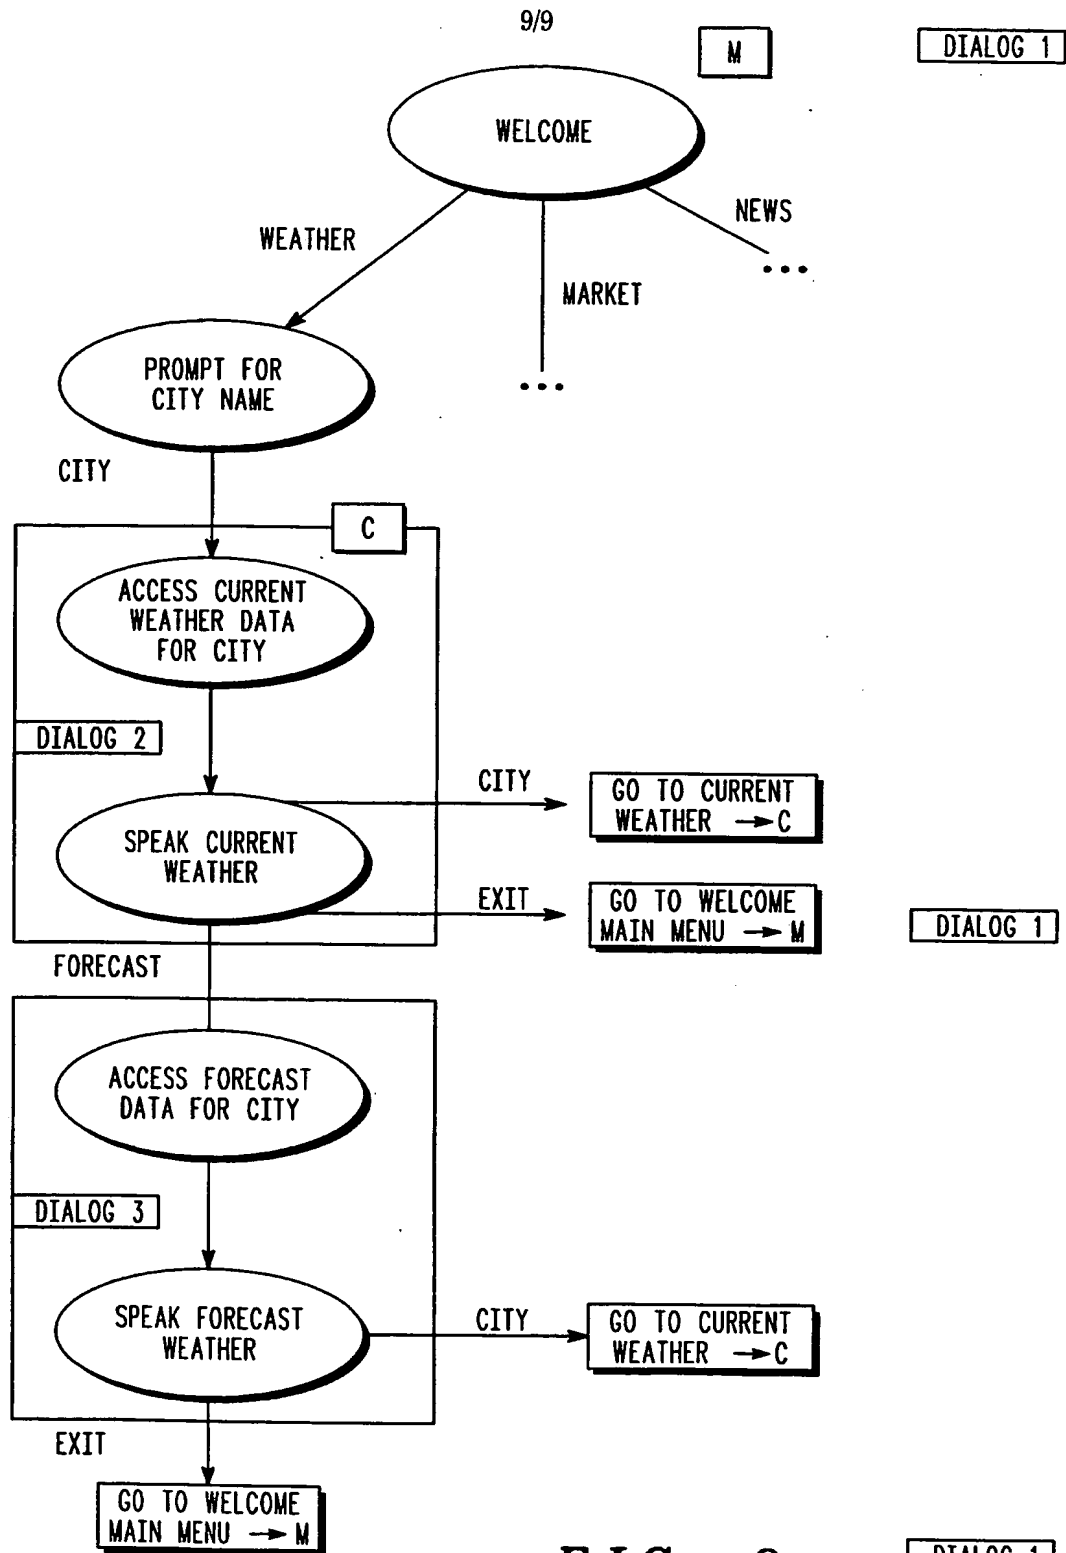 9/9
M
DIALOG 1
WELCOME
NEWS
WEATHER
MARKET
...
...
PROMPT FOR
CITY NAME
CITY
C
ACCESS CURRENT
WEATHER DATA
FOR CITY
DIALOG 2
CITY
GO TO CURRENT
WEATHER → C
SPEAK CURRENT
WEATHER
EXIT
GO TO WELCOME
MAIN MENU → M
DIALOG 1
FORECAST
ACCESS FORECAST
DATA FOR CITY
DIALOG 3
SPEAK FORECAST
WEATHER
CITY
GO TO CURRENT
WEATHER → C
EXIT
GO TO WELCOME
MAIN MENU → M
DIALOG 1